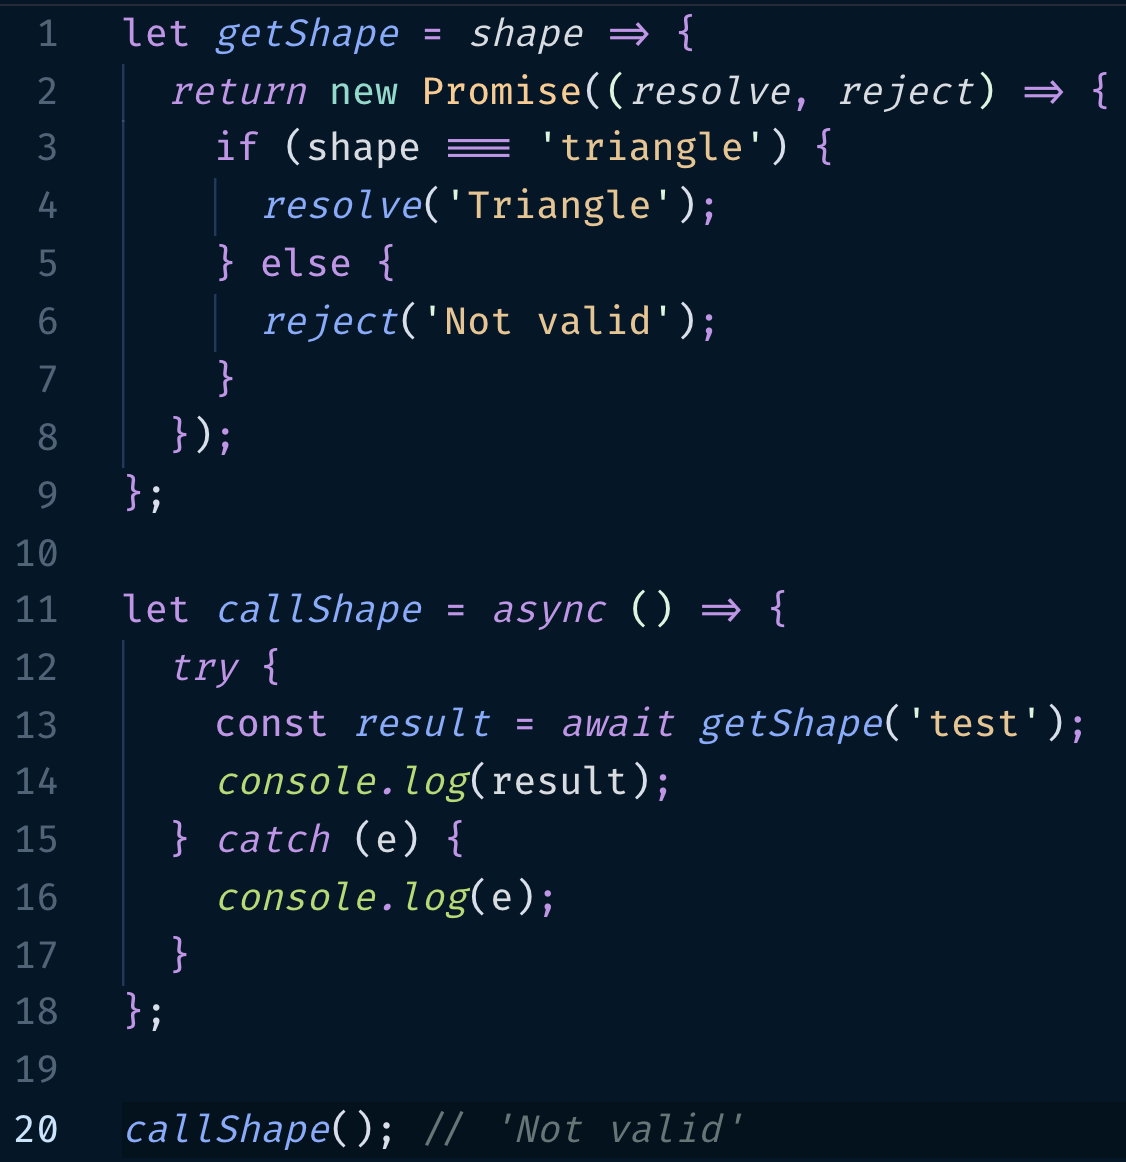 1 let getShape = shape => {
2 return new Promise((resolve, reject) => {
3 if (shape === 'triangle') {
4 resolve('Triangle');
5 } else {
6 reject('Not valid');
7 }
8 });
9 };
10
11 let callShape = async () => {
12 try {
13 const result = await getShape('test');
14 console.log(result);
15 } catch (e) {
16 console.log(e);
17 }
18 };
19
20 callShape(); // 'Not valid'